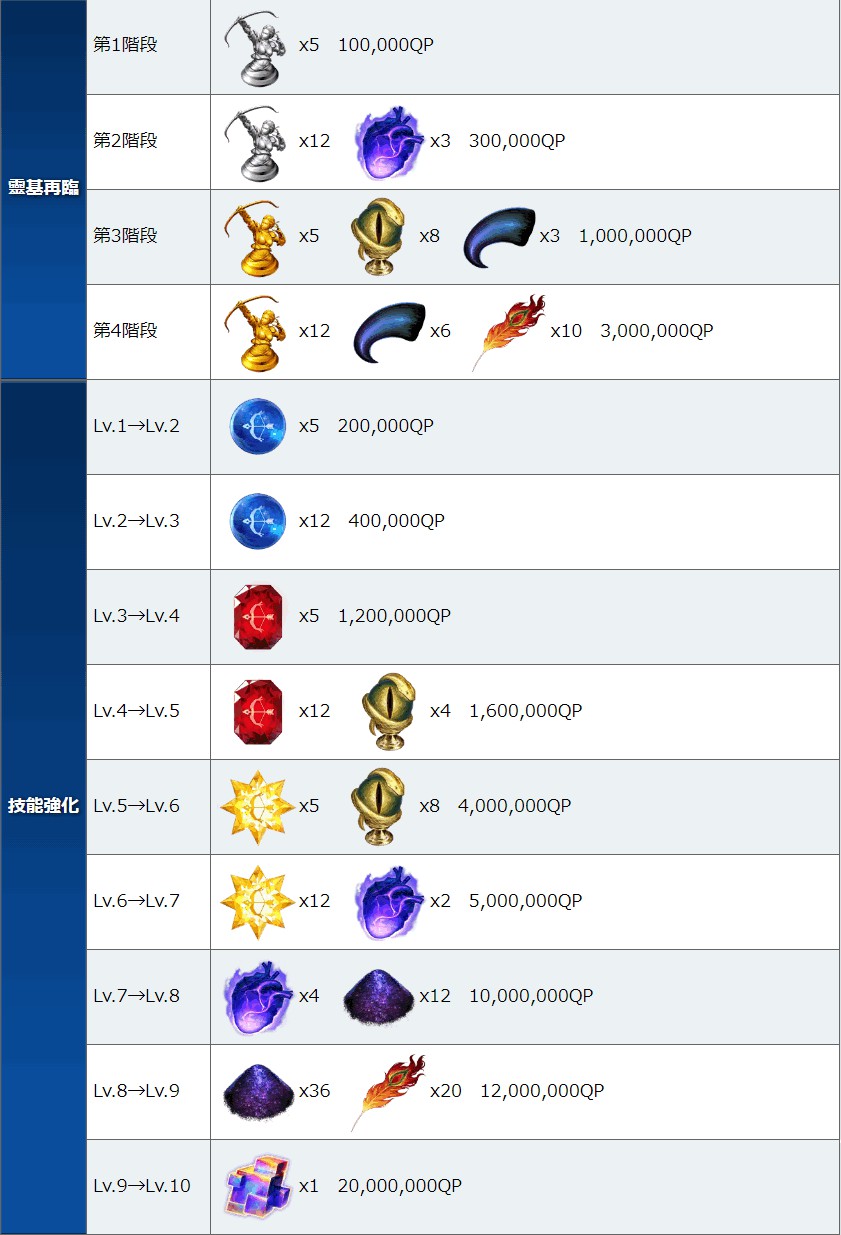 靈基再臨
第1階段 x5 100,000QP
第2階段 x12 x3 300,000QP
第3階段 x5 x8 x3 1,000,000QP
第4階段 x12 x6 x10 3,000,000QP
技能強化
Lv.1→Lv.2 x5 200,000QP
Lv.2→Lv.3 x12 400,000QP
Lv.3→Lv.4 x5 1,200,000QP
Lv.4→Lv.5 x12 x4 1,600,000QP
Lv.5→Lv.6 x5 x8 4,000,000QP
Lv.6→Lv.7 x12 x2 5,000,000QP
Lv.7→Lv.8 x4 x12 10,000,000QP
Lv.8→Lv.9 x36 x20 12,000,000QP
Lv.9→Lv.10 x1 20,000,000QP